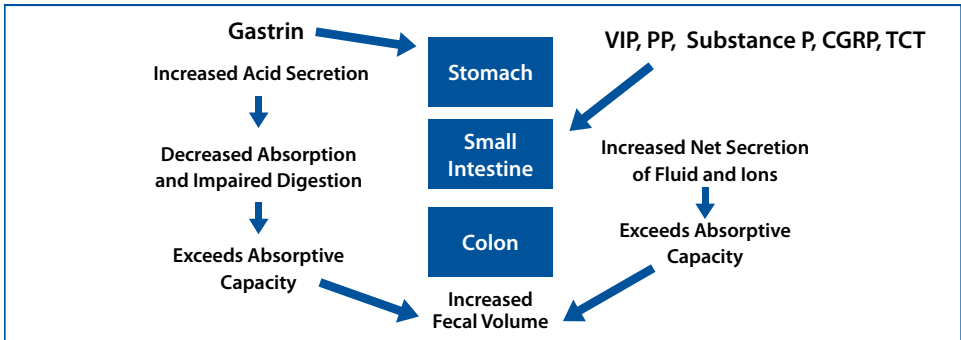 Gastrin
Increased Acid Secretion
Decreased Absorption
and Impaired Digestion
Exceeds Absorptive
Capacity
Stomach
Small
Intestine
Colon
Increased
Fecal Volume
VIP, PP, Substance P, CGRP, TCT
Increased Net Secretion
of Fluid and Ions
Exceeds Absorptive
Capacity